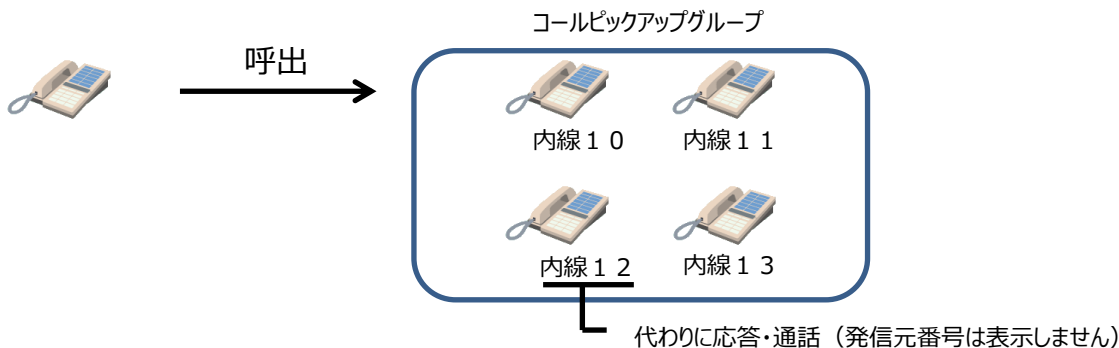 コールピックアップグループ
呼出
内線１０ 内線１１
内線１２ 内線１３
代わりに応答・通話（発信元番号は表示しません）